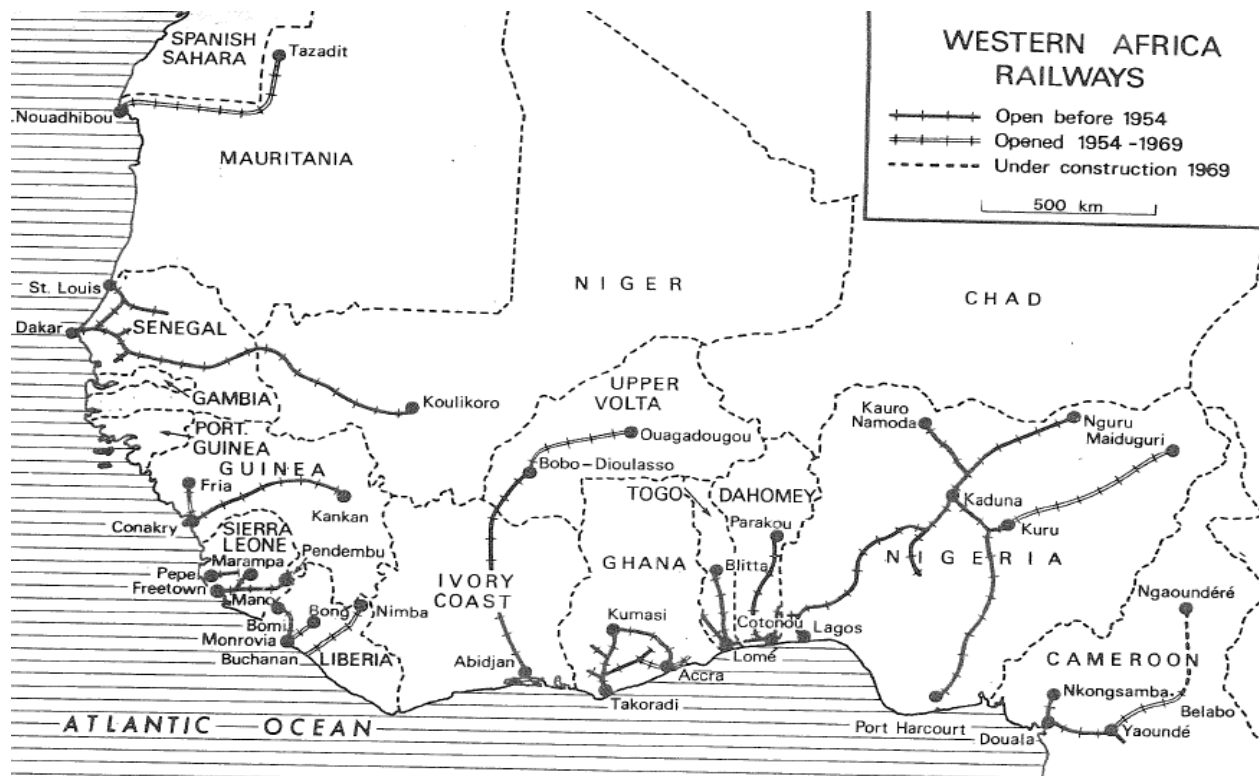 WESTERN AFRICA
RAILWAYS
Open before 1954
Opened 1954-1969
Under construction 1969
500 km
SPANISH
SAHARA
Tazadit
Nouadhibou
MAURITANIA
NIGER
CHAD
St. Louis
Dakar
SENEGAL
GAMBIA
Koulikoro
UPPER
VOLTA
Ouagadougou
Bobo-Dioulasso
PORT.
GUINEA
GUINEA
Fria
Conakry
Kankan
SIERRA
LEONE
Marampa
Pendembu
Pepel
Freetown
Mano
Bomi
Bong
Nimba
Monrovia
Buchanan
LIBERIA
IVORY
COAST
Abidjan
GHANA
Kumasi
Accra
Takoradi
TOGO
Blitta
Lomé
DAHOMEY
Parakou
Cotonou
Lagos
Kauro
Namoda
Nguru
Maiduguri
Kaduna
Kuru
NIGERIA
Port Harcourt
Ngaoundéré
CAMEROON
Nkongsamba
Belabo
Douala
Yaoundé
ATLANTIC OCEAN